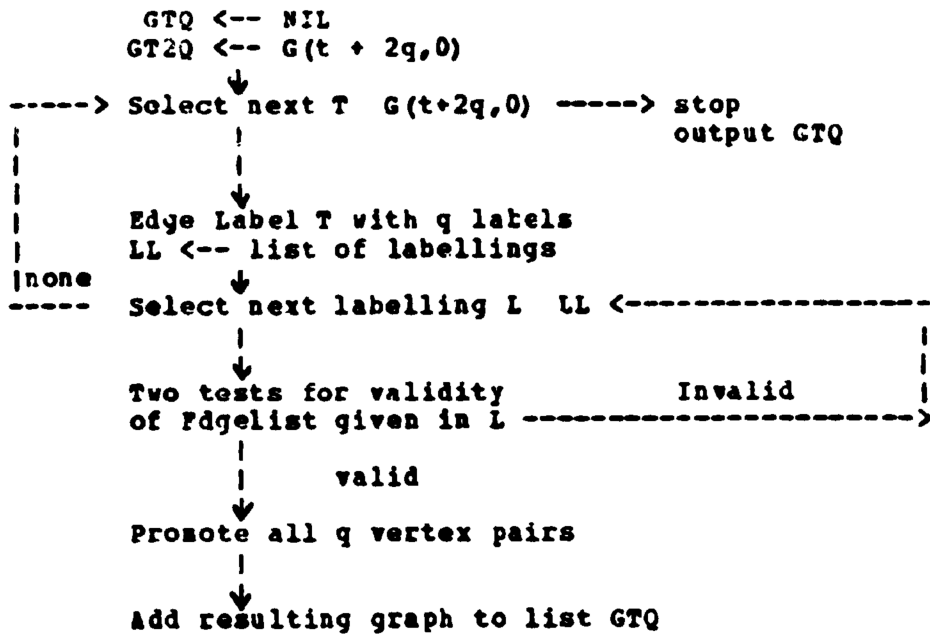 GTQ <-- NIL
GT2Q <-- G(t + 2q,0)
-----> Select next T G(t+2q,0) -----> stop
output GTQ
Edge Label T with q labels
LL <-- list of labellings
none
----- Select next labelling L LL <---------------
Two tests for validity Invalid
of Edgelist given in L -------------------->
valid
Promote all q vertex pairs
Add resulting graph to list GTQ